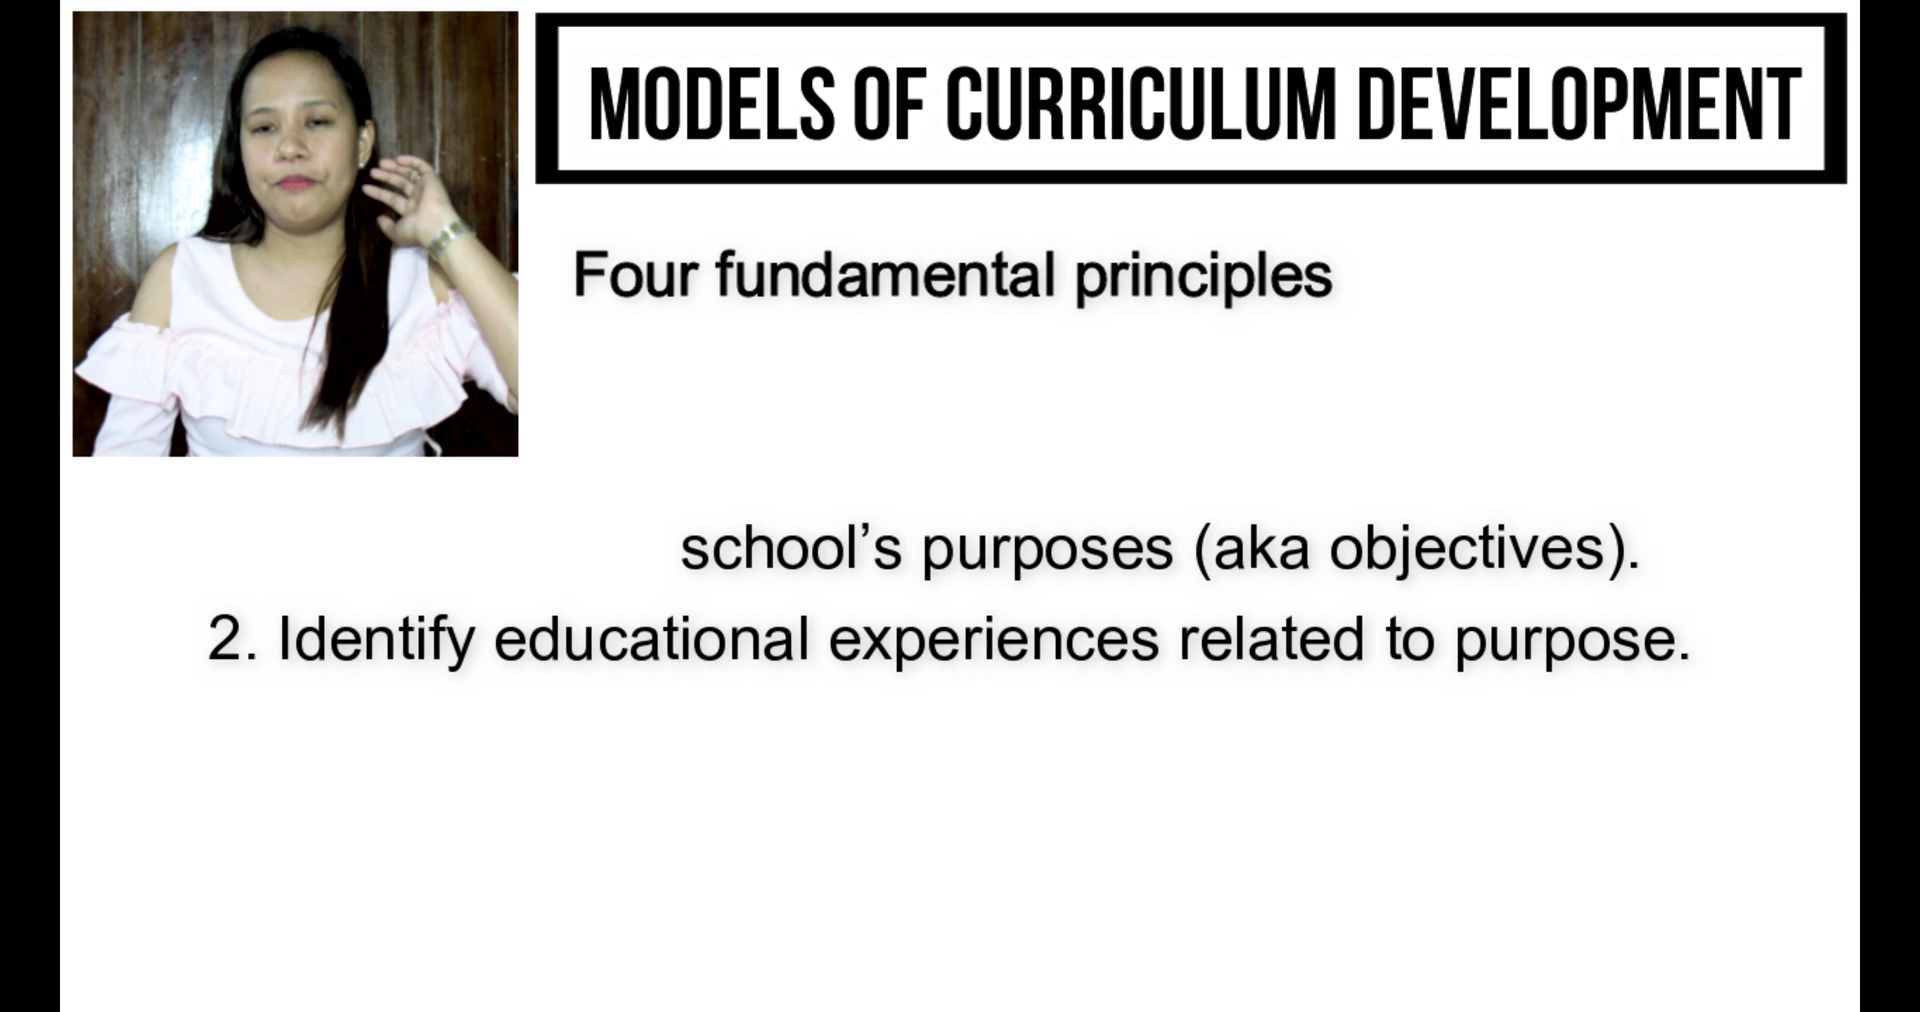 MODELS OF CURRICULUM DEVELOPMENT
Four fundamental principles
school’s purposes (aka objectives).
2. Identify educational experiences related to purpose.